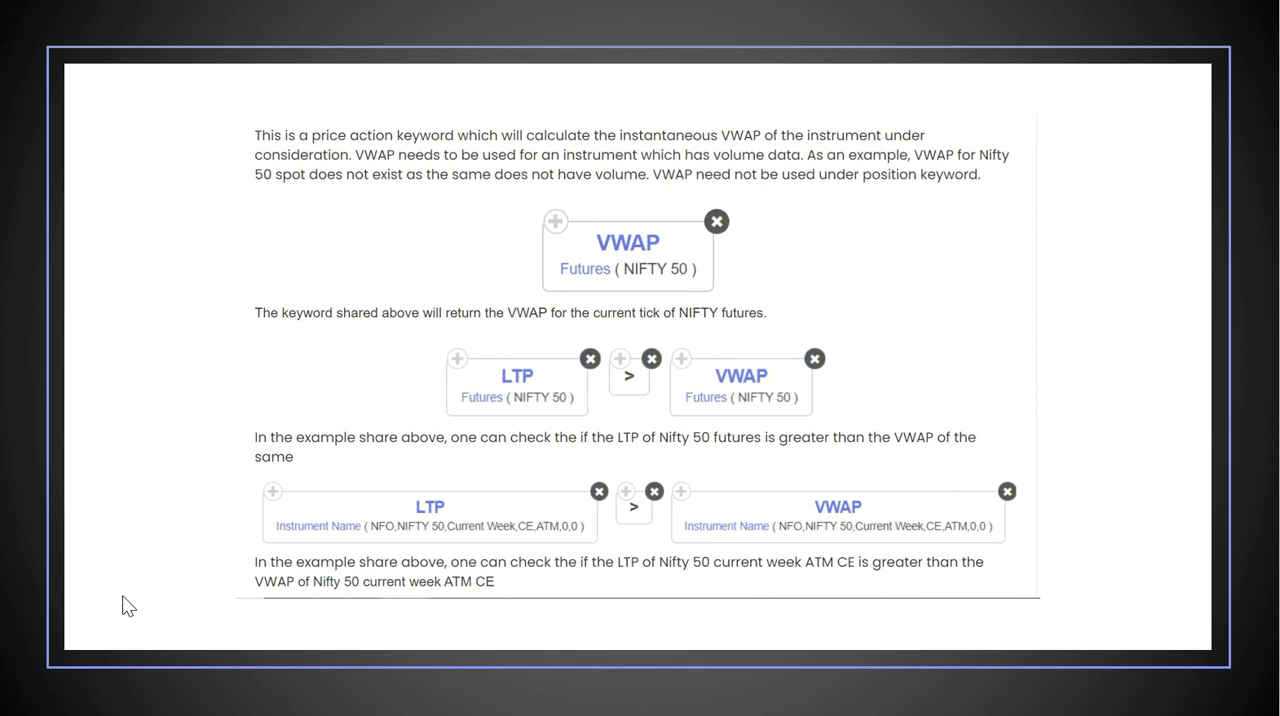 This is a price action keyword which will calculate the instantaneous VWAP of the instrument under
consideration. VWAP needs to be used for an instrument which has volume data. As an example, VWAP for Nifty
50 spot does not exist as the same does not have volume. VWAP need not be used under position keyword.
VWAP
Futures ( NIFTY 50 )
The keyword shared above will return the VWAP for the current tick of NIFTY futures.
LTP > VWAP
Futures ( NIFTY 50 ) Futures ( NIFTY 50 )
In the example share above, one can check the if the LTP of Nifty 50 futures is greater than the VWAP of the
same
LTP > VWAP
Instrument Name ( NFO,NIFTY 50,Current Week,CE,ATM,0,0 ) Instrument Name ( NFO,NIFTY 50,Current Week,CE,ATM,0,0 )
In the example share above, one can check the if the LTP of Nifty 50 current week ATM CE is greater than the
VWAP of Nifty 50 current week ATM CE